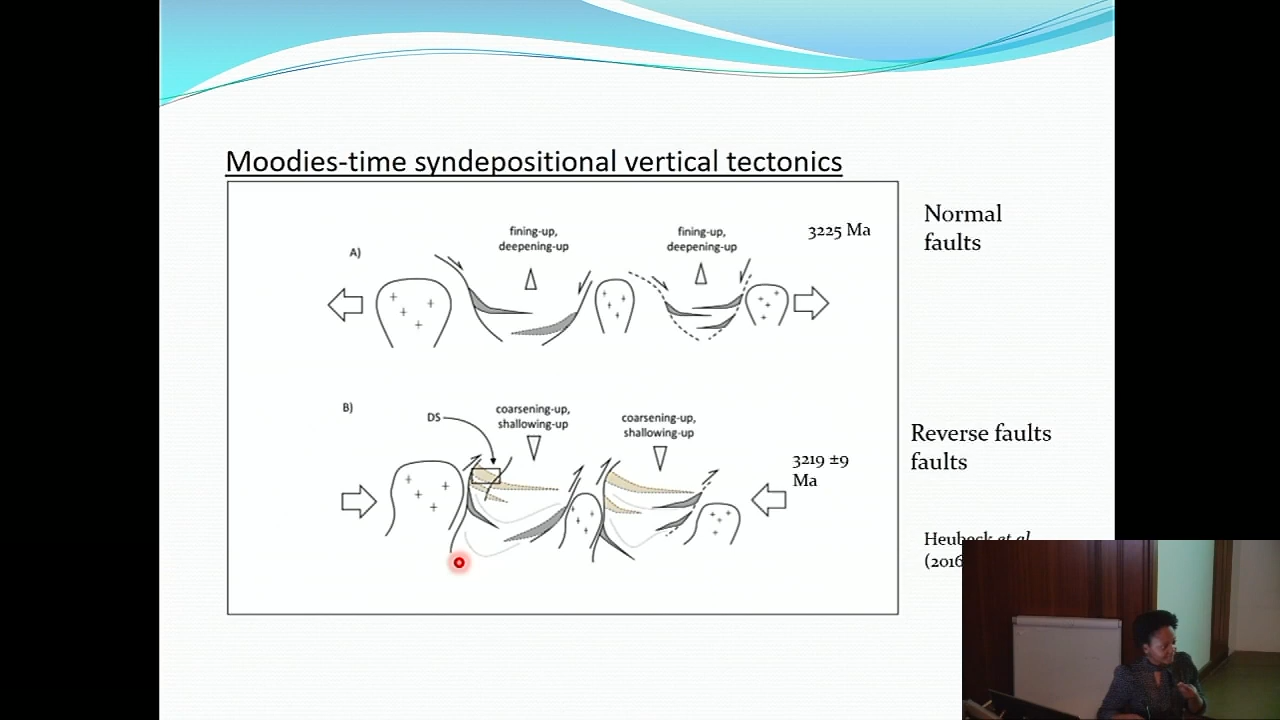 Moodies-time syndepositional vertical tectonics
A)
fining-up,
deepening-up
fining-up,
deepening-up
3225 Ma
Normal
faults
B)
DS
coarsening-up,
shallowing-up
coarsening-up,
shallowing-up
3219 ±9
Ma
Reverse faults
faults
Heubeck et al
(2016